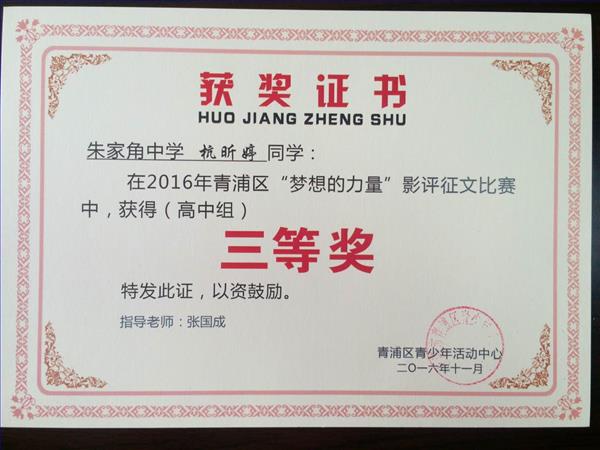 获奖证书
HUO JIANG ZHENG SHU
朱家角中学 杭昕婷 同学：
在2016年青浦区“梦想的力量”影评征文比赛
中，获得（高中组）
三等奖
特发此证，以资鼓励。
指导老师：张国成
青浦区青少年活动中心
二〇一六年十一月